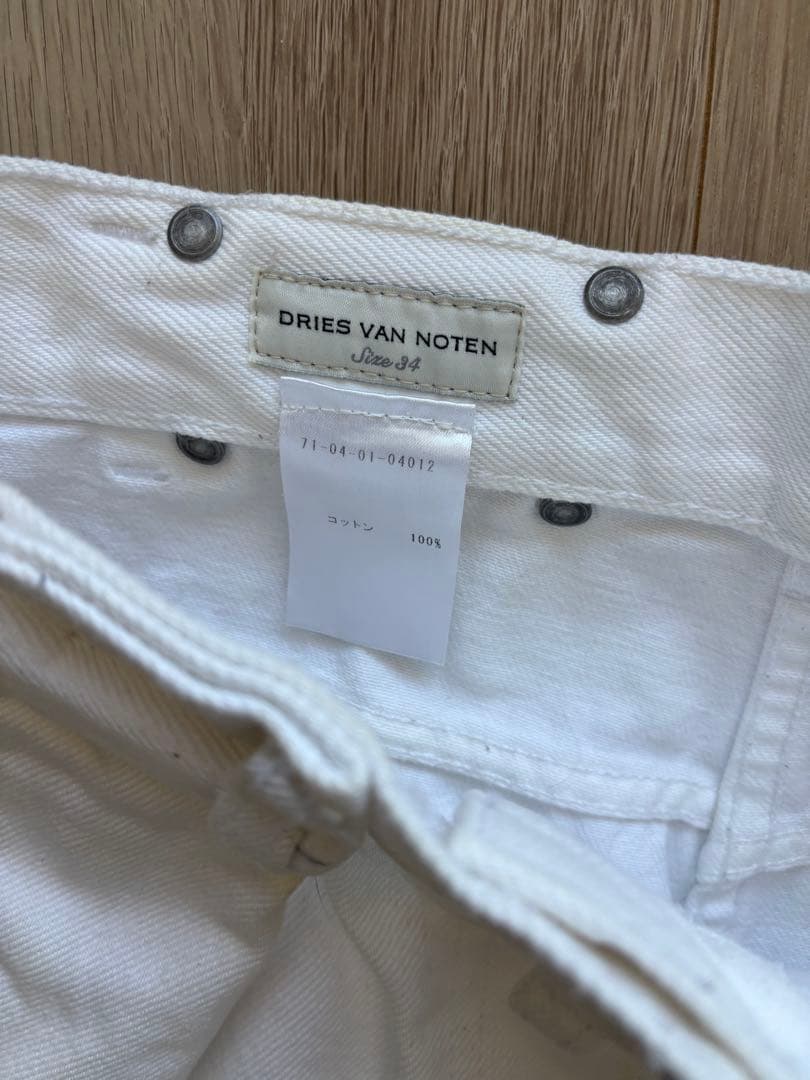 DRIES VAN NOTEN
Size 34
71-04-01-04012
コットン 100%